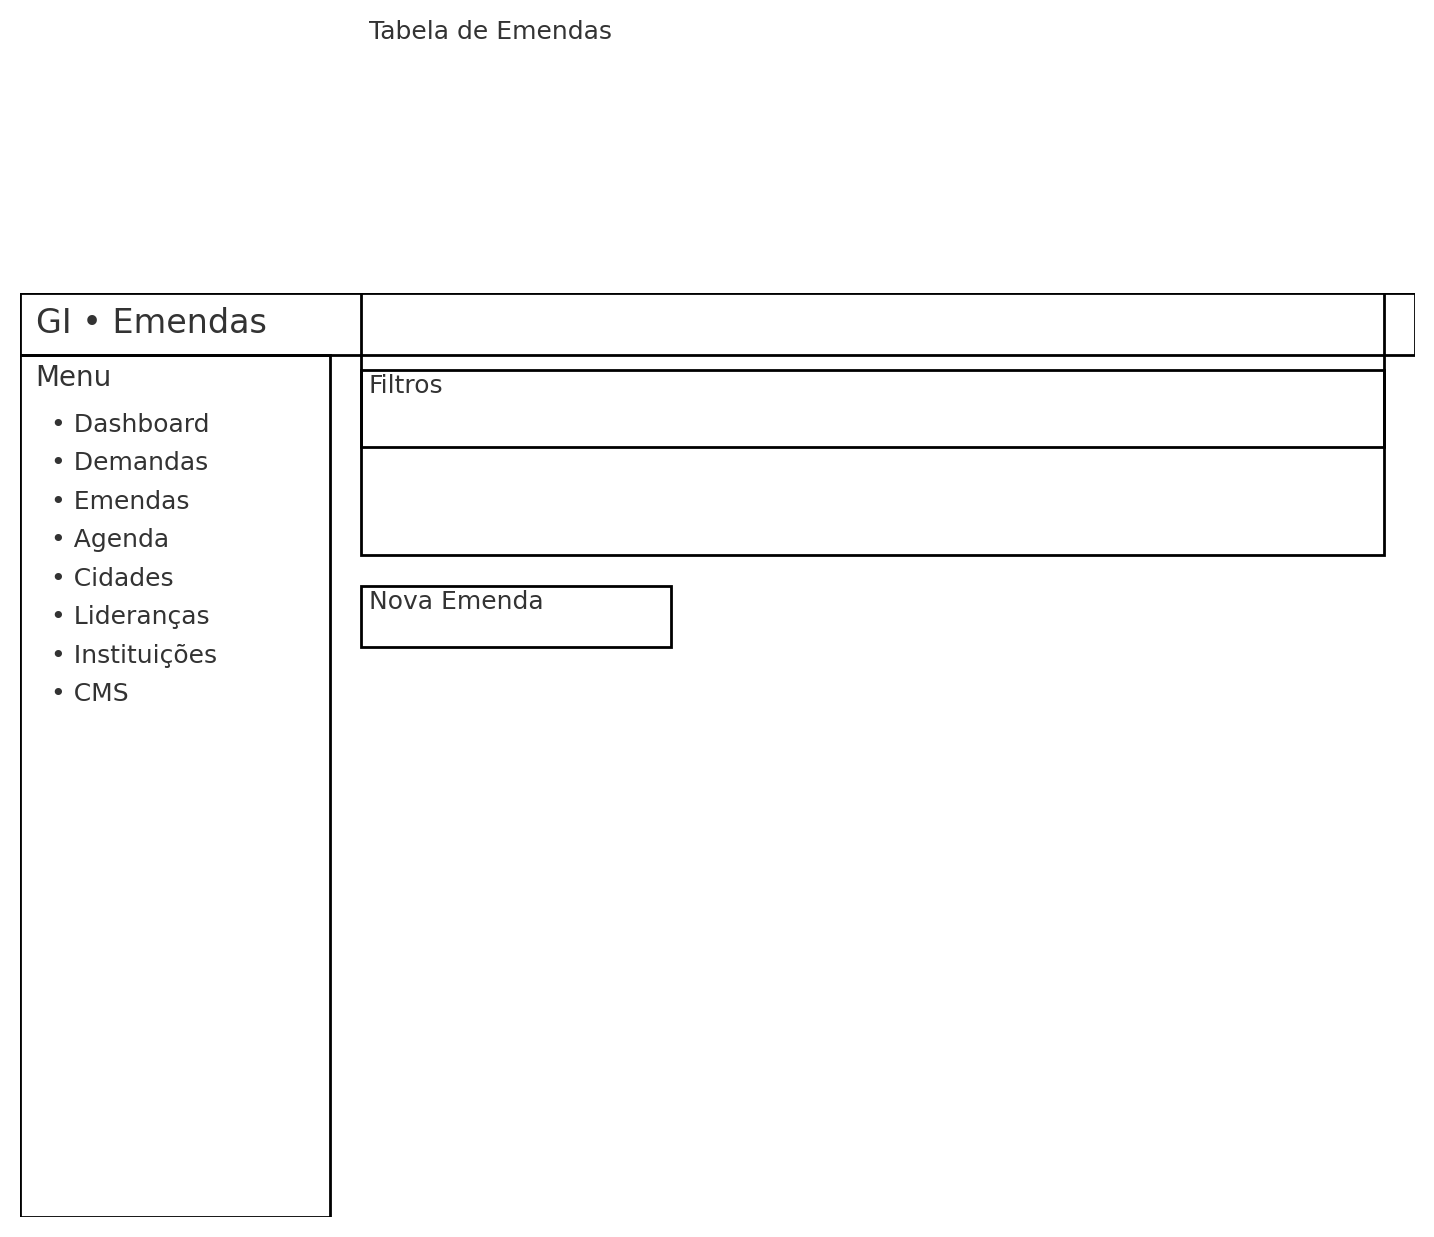 Tabela de Emendas
GI • Emendas
Menu
• Dashboard
• Demandas
• Emendas
• Agenda
• Cidades
• Lideranças
• Instituições
• CMS
Filtros
Nova Emenda